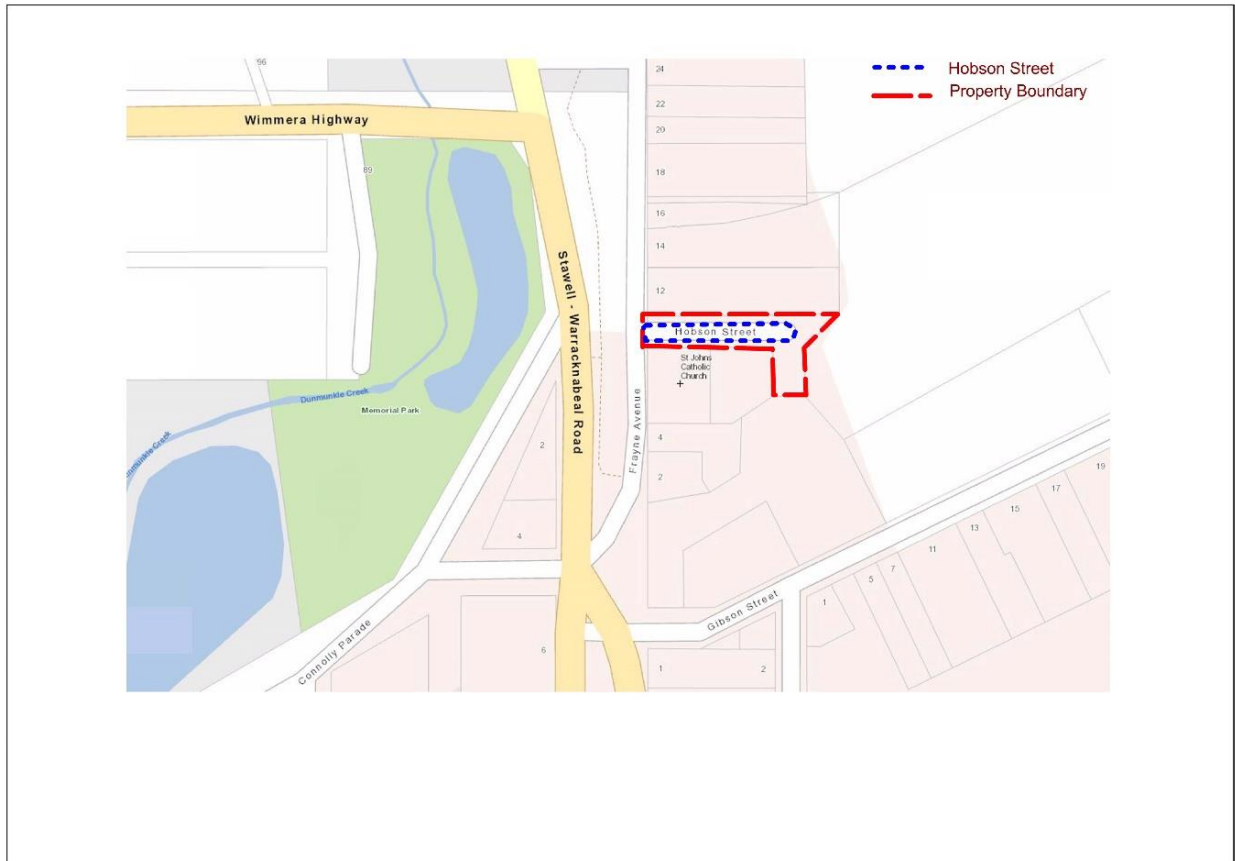 Hobson Street
Property Boundary
96
Wimmera Highway
89
24
22
20
18
16
14
12
Stawell - Warracknabeal Road
Hobson Street
St Johns
Catholic
Church
Dunmunkle Creek
Memorial Park
Dunmunkle Creek
Frayne Avenue
2
4
4
2
19
17
15
13
11
7
5
1
Gibson Street
Connolly Parade
6
1
2